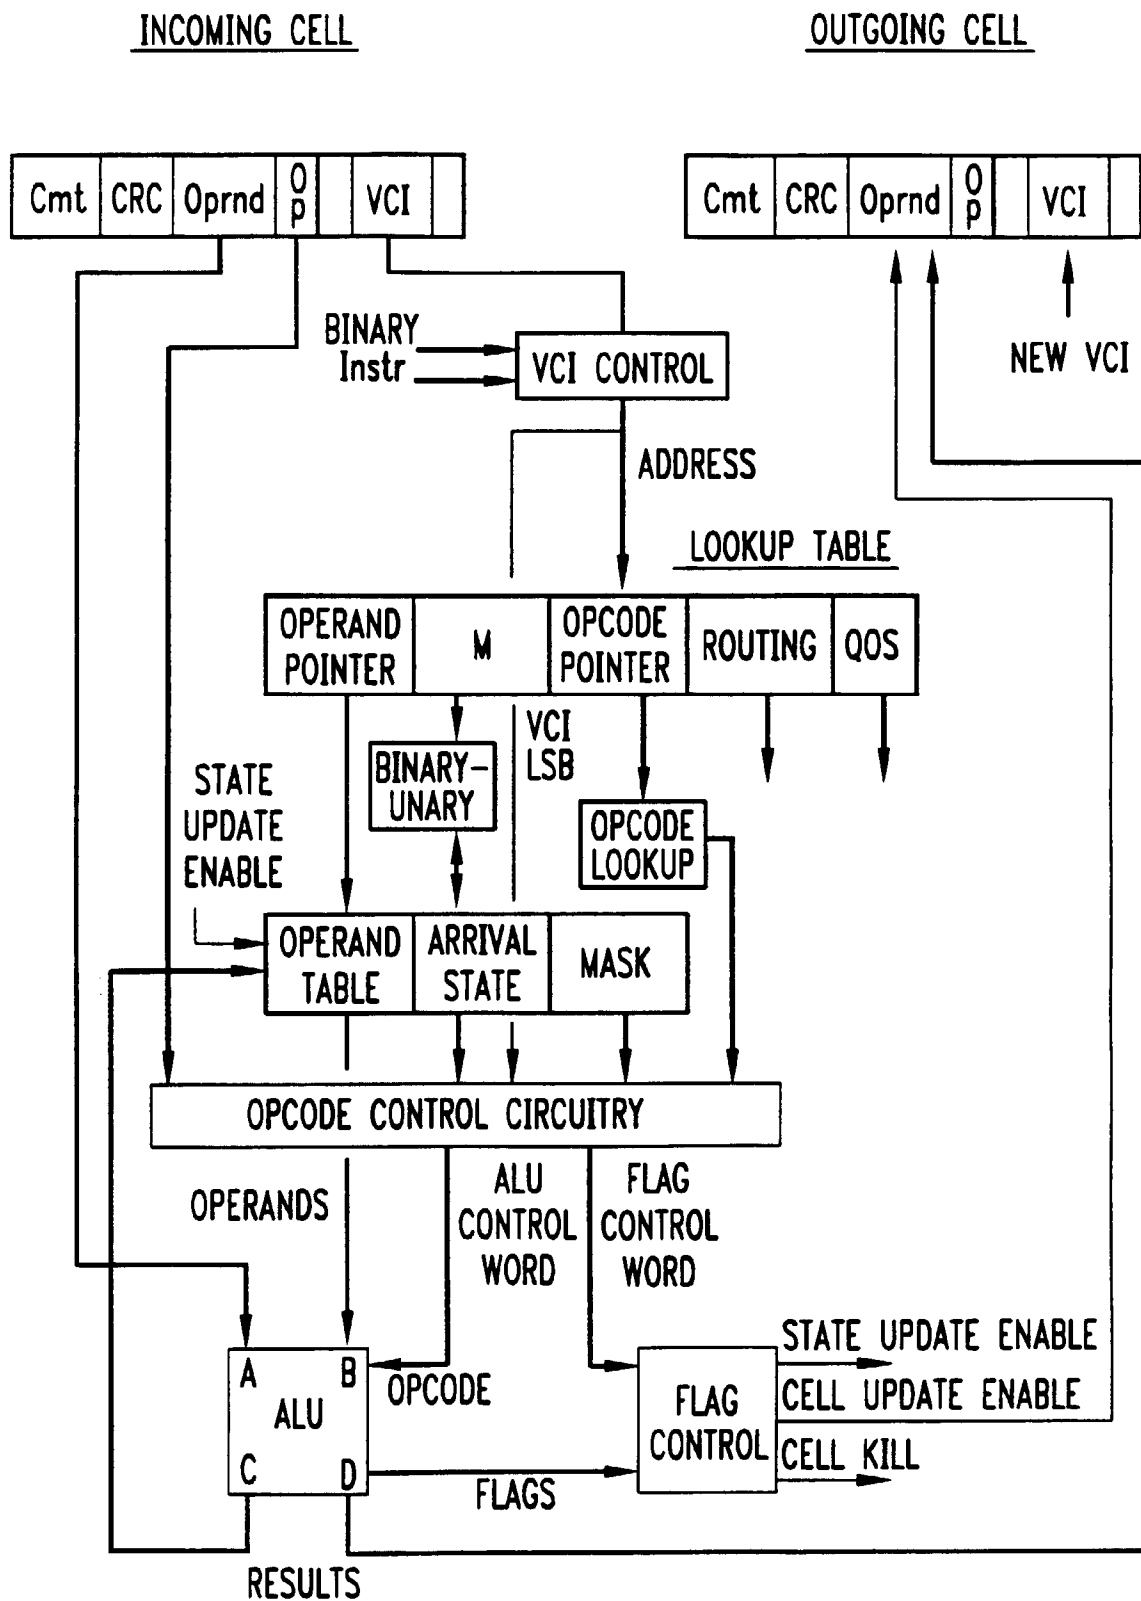 INCOMING CELL
OUTGOING CELL
Cmt CRC Oprnd Op VCI
Cmt CRC Oprnd Op VCI
BINARY
Instr
VCI CONTROL
NEW VCI
ADDRESS
LOOKUP TABLE
OPERAND
POINTER
M
OPCODE
POINTER
ROUTING
QOS
VCI
LSB
BINARY-
UNARY
STATE
UPDATE
ENABLE
OPCODE
LOOKUP
OPERAND
TABLE
ARRIVAL
STATE
MASK
OPCODE CONTROL CIRCUITRY
OPERANDS
ALU
CONTROL
WORD
FLAG
CONTROL
WORD
A B
ALU
C D
OPCODE
FLAGS
FLAG
CONTROL
STATE UPDATE ENABLE
CELL UPDATE ENABLE
CELL KILL
RESULTS